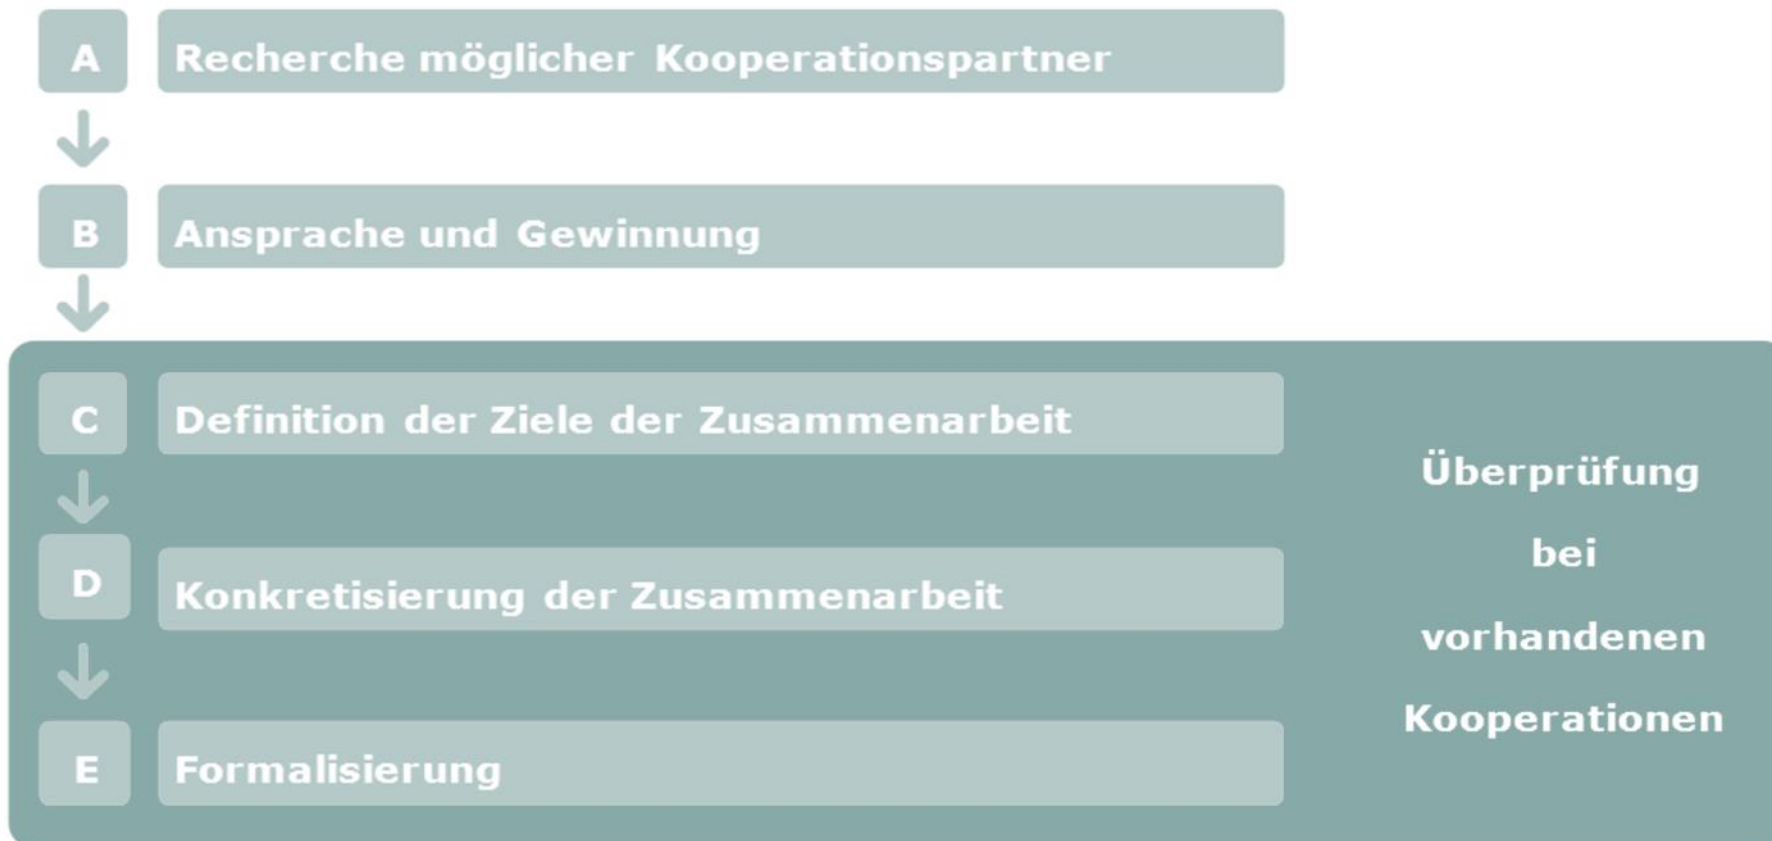 A Recherche möglicher Kooperationspartner
B Ansprache und Gewinnung
C Definition der Ziele der Zusammenarbeit
D Konkretisierung der Zusammenarbeit
E Formalisierung
Überprüfung
bei
vorhandenen
Kooperationen